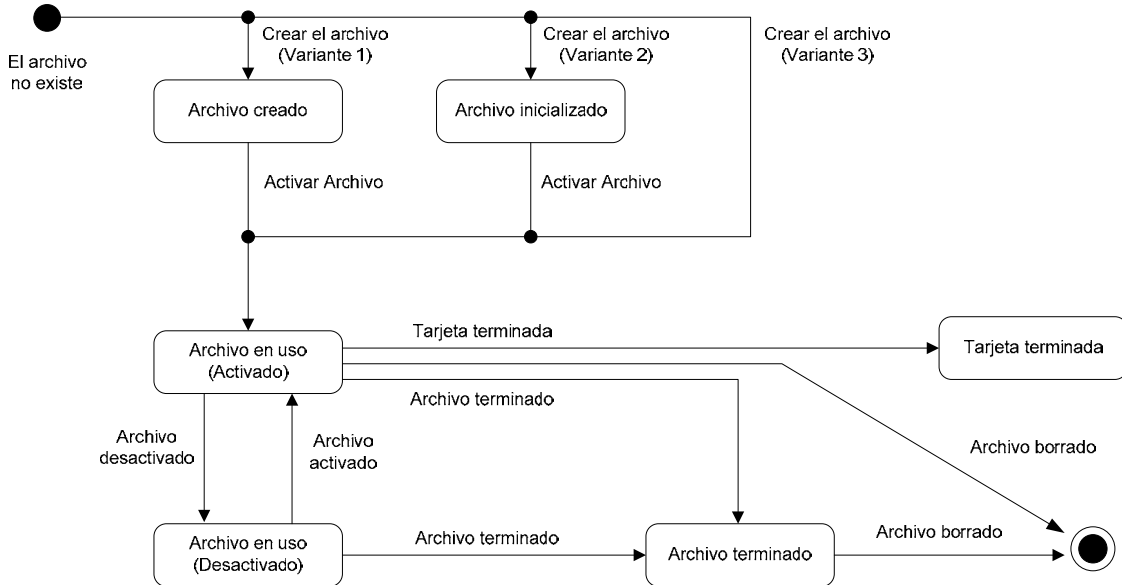 El archivo
no existe
Crear el archivo
(Variante 1)
Crear el archivo
(Variante 2)
Crear el archivo
(Variante 3)
Archivo creado
Archivo inicializado
Activar Archivo
Activar Archivo
Archivo en uso
(Activado)
Tarjeta terminada
Tarjeta terminada
Archivo terminado
Archivo
desactivado
Archivo
activado
Archivo borrado
Archivo en uso
(Desactivado)
Archivo terminado
Archivo terminado
Archivo borrado